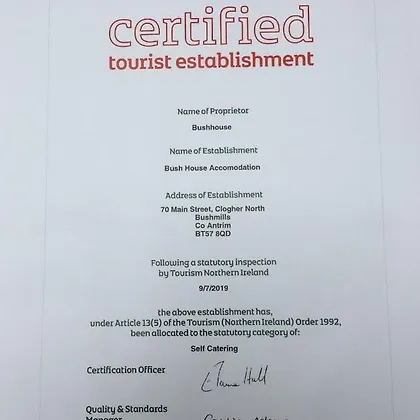 certified
tourist establishment
Name of Proprietor
Bushhouse
Name of Establishment
Bush House Accomodation
Address of Establishment
70 Main Street, Clogher North
Bushmills
Co Antrim
BT57 8QD
Following a statutory inspection
by Tourism Northern Ireland
9/7/2019
the above establishment has,
under Article 13(5) of the Tourism (Northern Ireland) Order 1992,
been allocated to the statutory category of:
Self Catering
Certification Officer
Quality & Standards
Manager